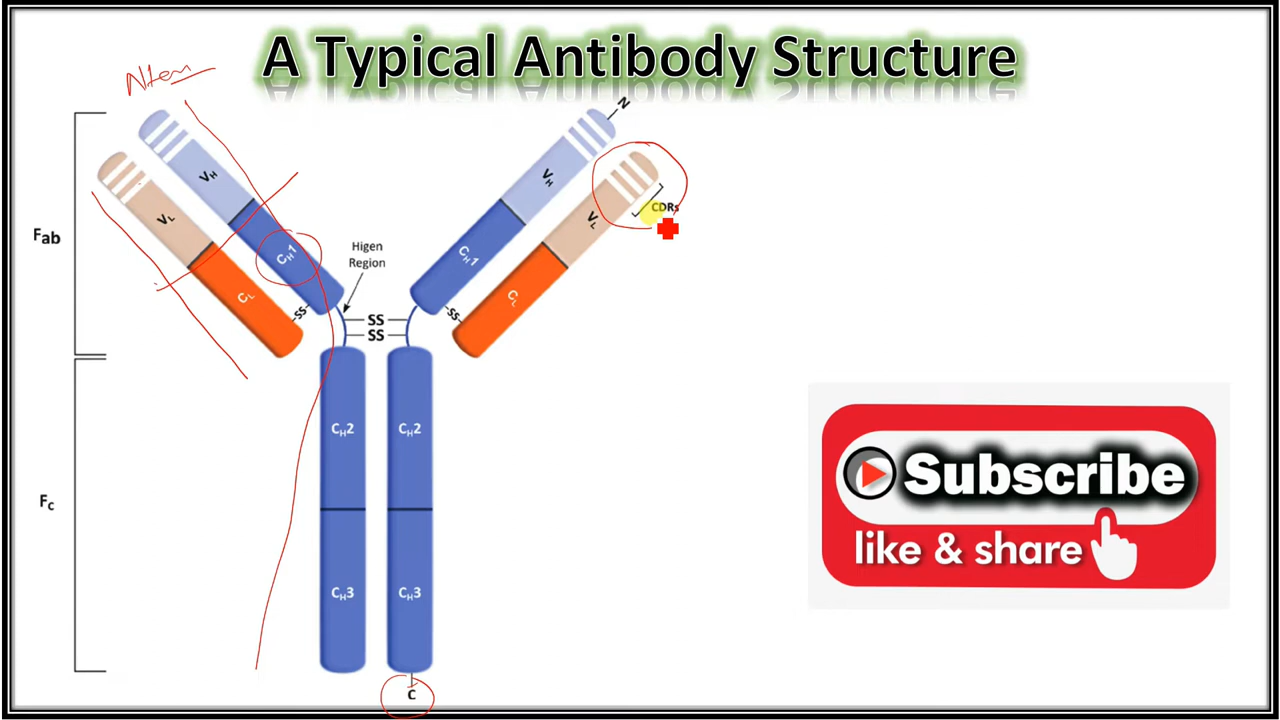 A Typical Antibody Structure
N
VH
VH
VL
VL
CDRs
Fab
CH1
CH1
Higen
Region
CL
CL
SS
SS
SS
SS
CH2
CH2
Fc
CH3
CH3
C
Subscribe
like & share